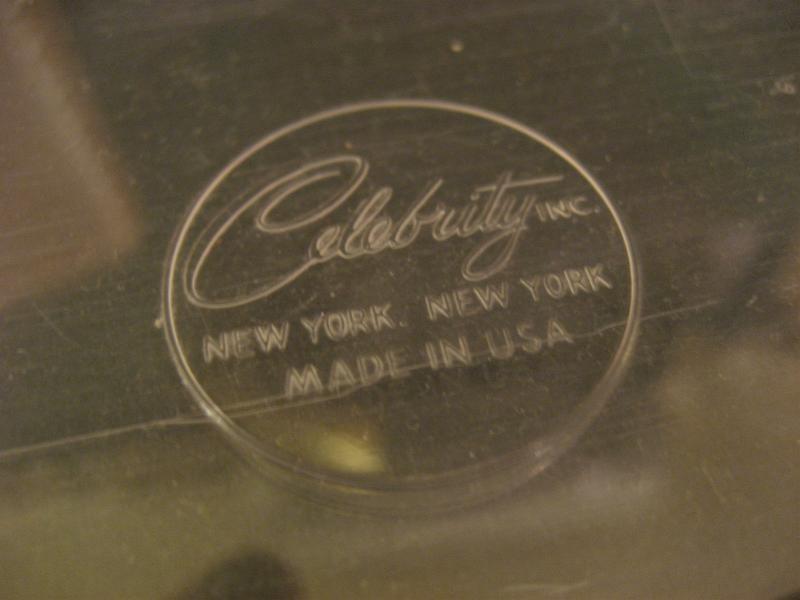 Celebrity INC.
NEW YORK. NEW YORK
MADE IN USA